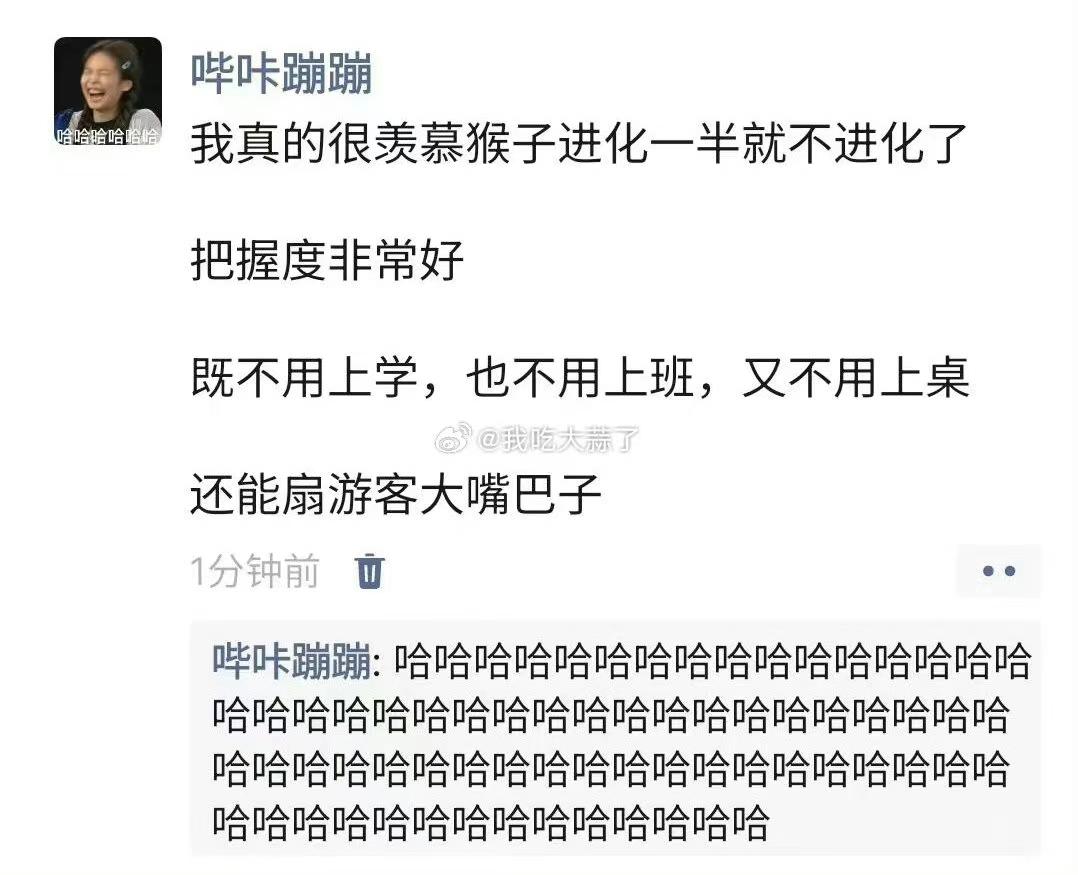 哔咔蹦蹦
哈哈哈哈哈哈
我真的很羡慕猴子进化一半就不进化了
把握度非常好
既不用上学，也不用上班，又不用上桌
@我吃大蒜了
还能扇游客大嘴巴子
1分钟前
哔咔蹦蹦: 哈哈哈哈哈哈哈哈哈哈哈哈哈哈哈哈
哈哈哈哈哈哈哈哈哈哈哈哈哈哈哈哈哈哈哈哈
哈哈哈哈哈哈哈哈哈哈哈哈哈哈哈哈哈哈哈哈
哈哈哈哈哈哈哈哈哈哈哈哈哈哈